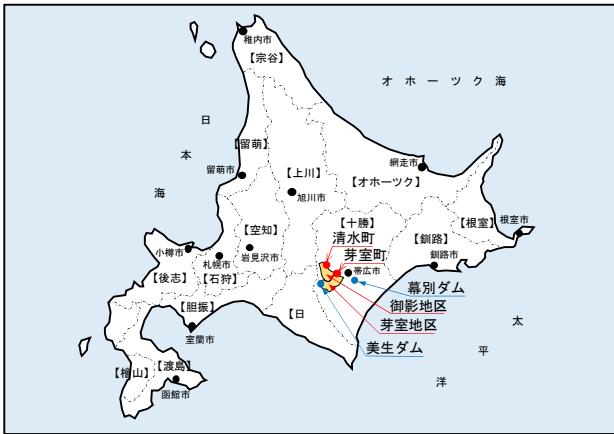 稚内市
【宗谷】
オホーツク海
日本海
【留萌】
留萌市
【上川】
旭川市
網走市
【オホーツク】
【空知】
岩見沢市
【十勝】
清水町
芽室町
帯広市
【釧路】
釧路市
【根室】
根室市
小樽市
札幌市
【後志】
【石狩】
【胆振】
室蘭市
【日
幕別ダム
御影地区
芽室地区
美生ダム
太平洋
【檜山】
【渡島】
函館市